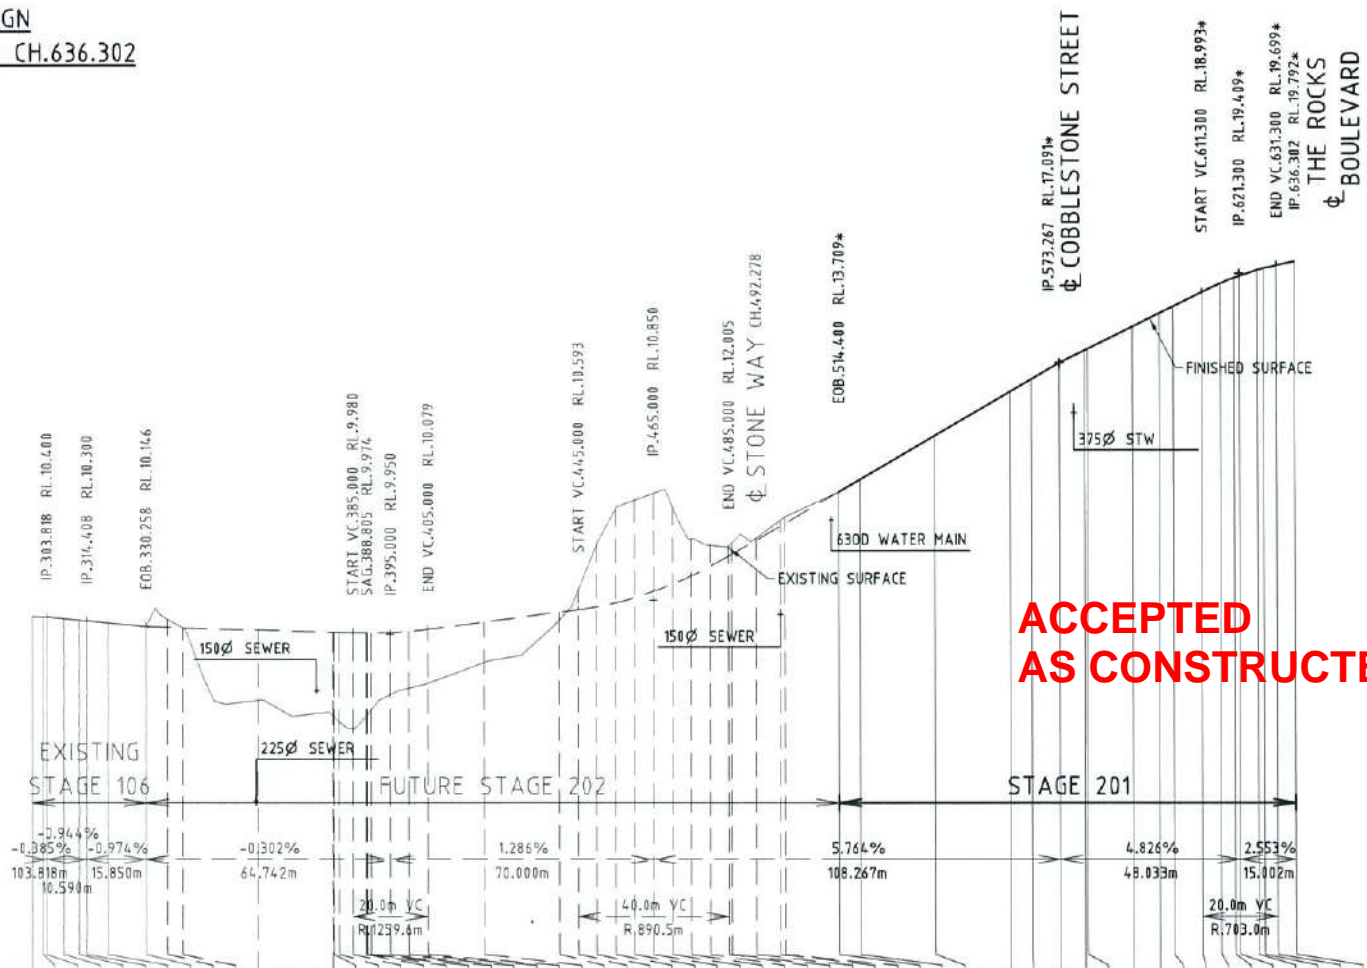 GN
CH.636.302
IP.303.818 RL.10.400
IP.314.408 RL.10.300
EOB.330.258 RL.10.146
START VC.385.000 RL.9.980
SAG.388.805 RL.9.974
IP.395.000 RL.9.950
END VC.405.000 RL.10.079
START VC.445.000 RL.10.593
IP.465.000 RL.10.850
END VC.485.000 RL.12.005
℄ STONE WAY CH.492.278
EOB.514.400 RL.13.709*
IP.573.267 RL.17.091*
℄ COBBLESTONE STREET
START VC.611.300 RL.18.993*
IP.621.300 RL.19.409*
END VC.631.300 RL.19.699*
IP.636.302 RL.19.792*
℄ THE ROCKS
BOULEVARD
FINISHED SURFACE
375Ø STW
630D WATER MAIN
EXISTING SURFACE
150Ø SEWER
150Ø SEWER
ACCEPTED
AS CONSTRUCTE
225Ø SEWER
EXISTING
STAGE 106
FUTURE STAGE 202
STAGE 201
-0.944%
-0.385% -0.974% -0.302% 1.286% 5.764% 4.826% 2.553%
103.818m 15.850m 64.742m 70.000m 108.267m 48.033m 15.002m
10.590m
20.0m VC 40.0m VC 20.0m VC
R.1259.6m R.890.5m R.703.0m